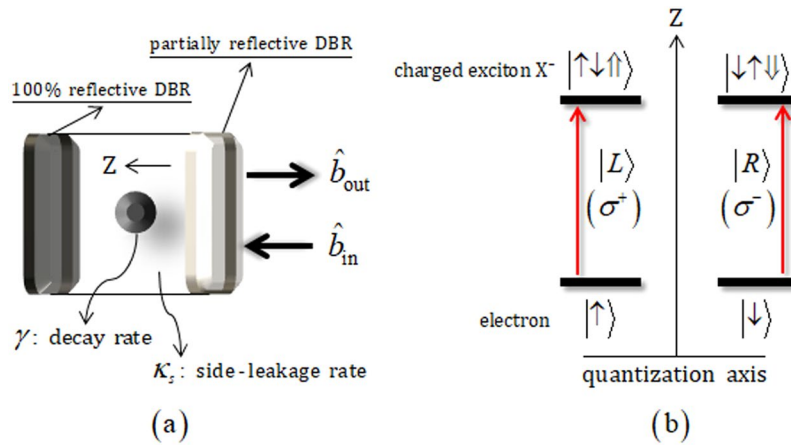 partially reflective DBR
100% reflective DBR
Z
b̂out
b̂in
γ: decay rate
κs: side-leakage rate
(a)
Z
charged exciton X⁻
|↑↓⇑⟩
|↓↑⇓⟩
|L⟩
(σ⁺)
|R⟩
(σ⁻)
electron
|↑⟩
|↓⟩
quantization axis
(b)